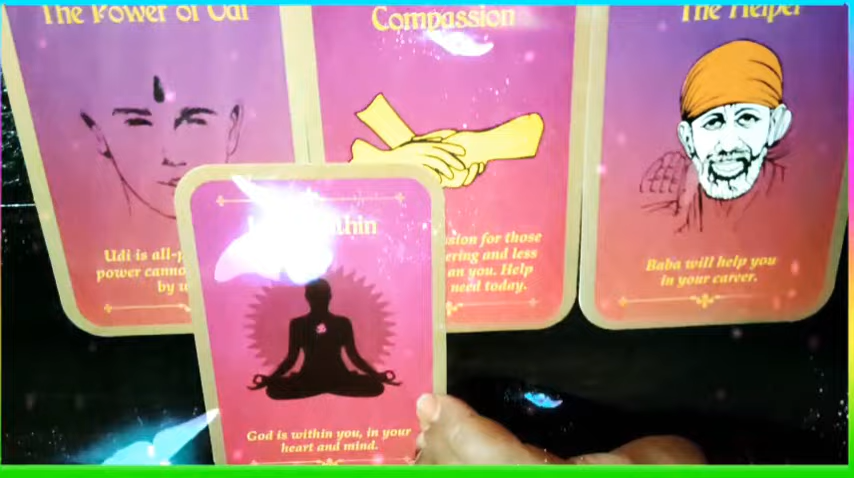 The Power of Udi
Udi is all-p
power canno
by
Compassion
sion for those
ering and less
an you. Help
need today.
The Helper
Baba will help you
in your career.
thin
God is within you, in your
heart and mind.